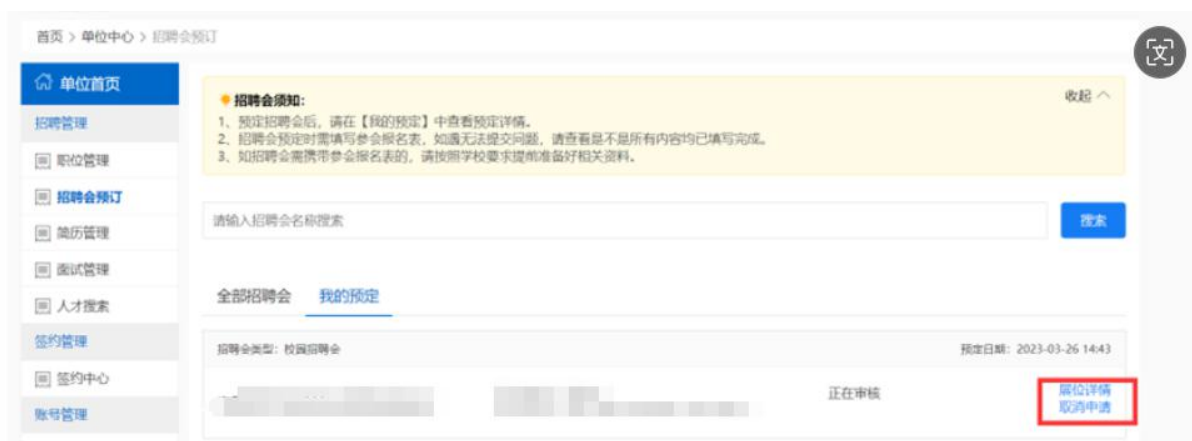 首页 > 单位中心 > 招聘会预订
单位首页
招聘管理
职位管理
招聘会预订
简历管理
面试管理
人才搜索
签约管理
签约中心
账号管理
招聘会须知:
收起
1、预定招聘会后，请在【我的预定】中查看预定详情。
2、招聘会预定时需填写参会报名表，如遇无法提交问题，请查看是不是所有内容均已填写完成。
3、如招聘会需携带参会报名表的，请按照学校要求提前准备好相关资料。
请输入招聘会名称搜索
搜索
全部招聘会 我的预定
招聘会类型: 校园招聘会
预定日期: 2023-03-26 14:43
正在审核
展位详情
取消申请
文